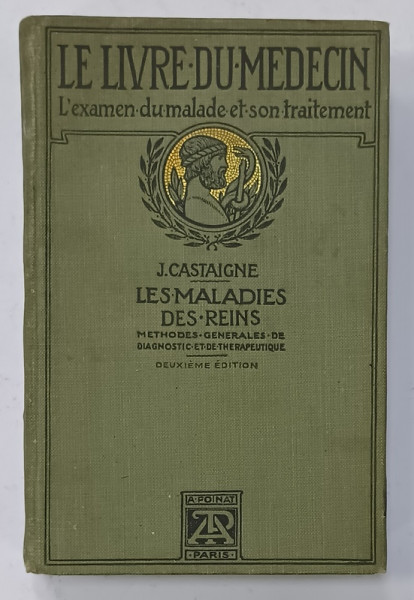 LE LIVRE·DU·MEDECIN
L'examen·du·malade·et·son·traitement
J. CASTAIGNE
LES·MALADIES
DES·REINS
METHODES·GENERALES·DE
DIAGNOSTIC·ET·DE·THERAPEUTIQUE
DEUXIÈME ÉDITION
A·POINAT
AP
·PARIS·